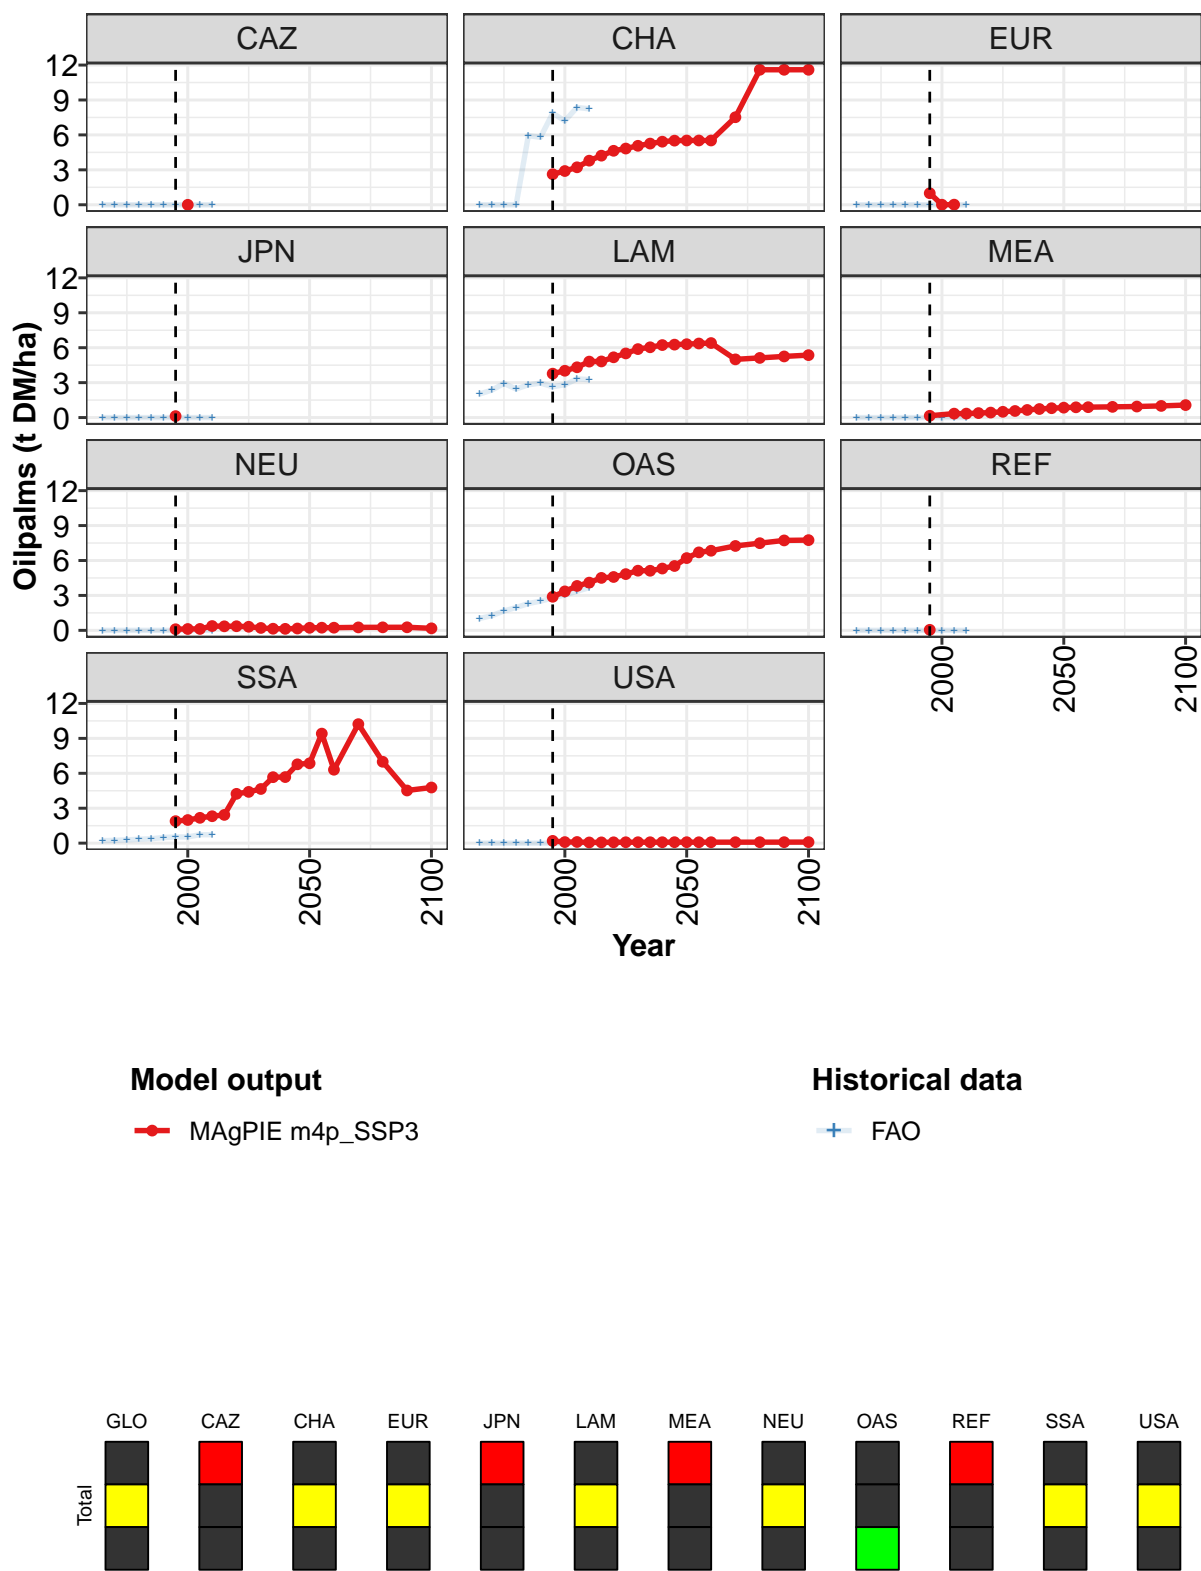 CAZ CHA EUR
12
9
6
3
0
JPN LAM MEA
12
9
6
3
0
NEU OAS REF
12
9
6
3
0
2000 2050 2100
SSA USA
12
9
6
3
0
2000 2050 2100 2000 2050 2100
Oilpalms (t DM/ha)
Year
Model output
MAgPIE m4p_SSP3
Historical data
FAO
GLO CAZ CHA EUR JPN LAM MEA NEU OAS REF SSA USA
Total